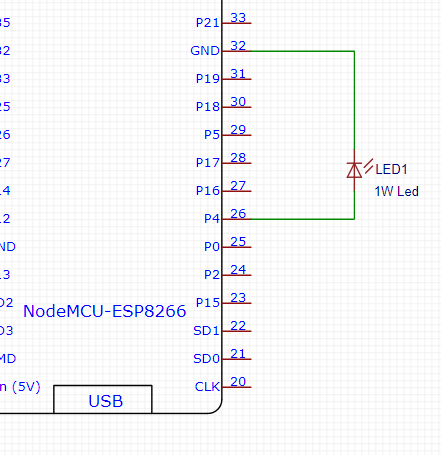 P21 33
35
GND 32
32
P19 31
33
P18 30
25
P5 29
26
P17 28
27
LED1
P16 27
14
1W Led
P4 26
12
P0 25
ND
P2 24
13
P15 23
D2
NodeMCU-ESP8266
SD1 22
D3
SD0 21
MD
CLK 20
n (5V)
USB